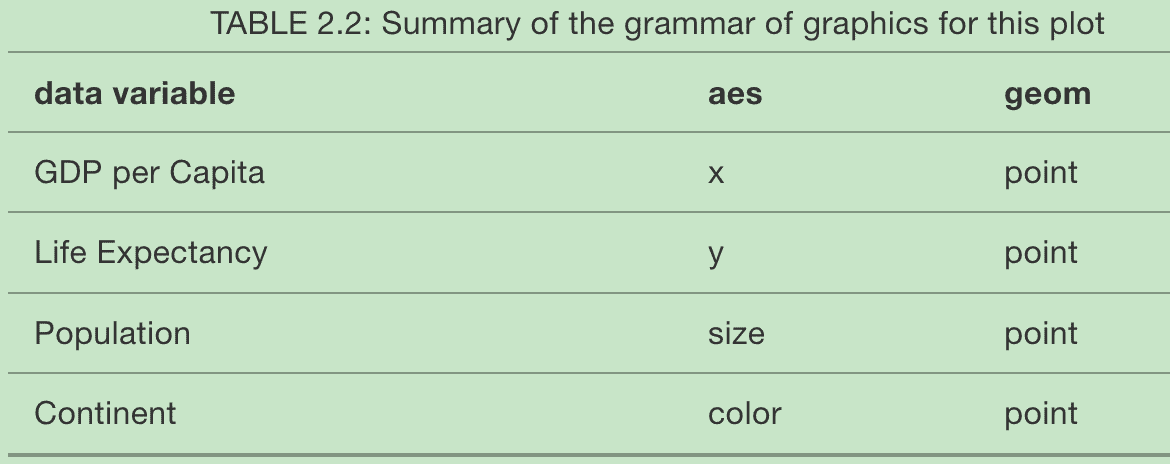 TABLE 2.2: Summary of the grammar of graphics for this plot
data variable aes geom
GDP per Capita x point
Life Expectancy y point
Population size point
Continent color point